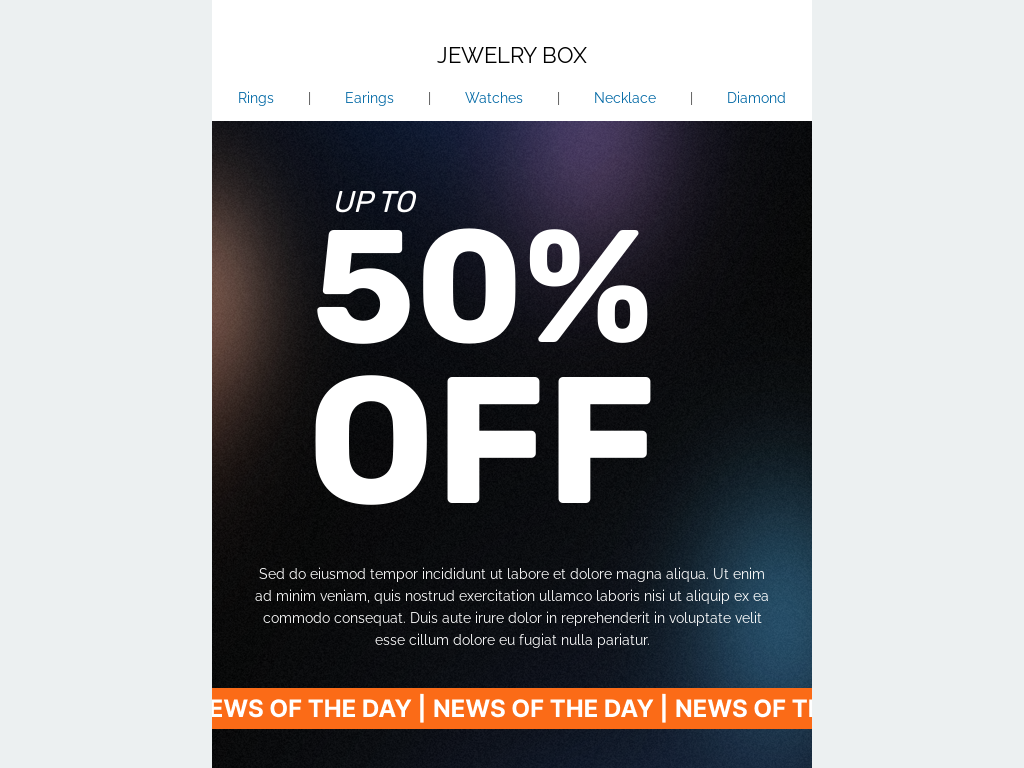 JEWELRY BOX
Rings | Earings | Watches | Necklace | Diamond
UP TO
50%
OFF
Sed do eiusmod tempor incididunt ut labore et dolore magna aliqua. Ut enim
ad minim veniam, quis nostrud exercitation ullamco laboris nisi ut aliquip ex ea
commodo consequat. Duis aute irure dolor in reprehenderit in voluptate velit
esse cillum dolore eu fugiat nulla pariatur.
EWS OF THE DAY | NEWS OF THE DAY | NEWS OF TH